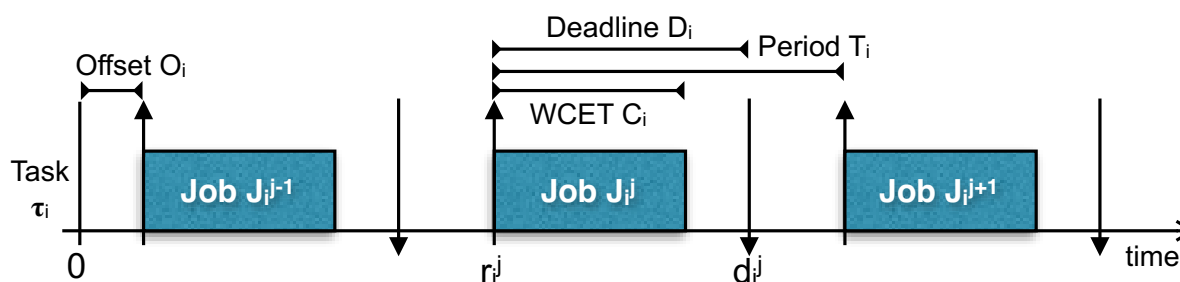 Deadline Dᵢ
Period Tᵢ
Offset Oᵢ
WCET Cᵢ
Task
τᵢ
Job Jᵢʲ⁻¹
Job Jᵢʲ
Job Jᵢʲ⁺¹
0
rᵢʲ
dᵢʲ
time